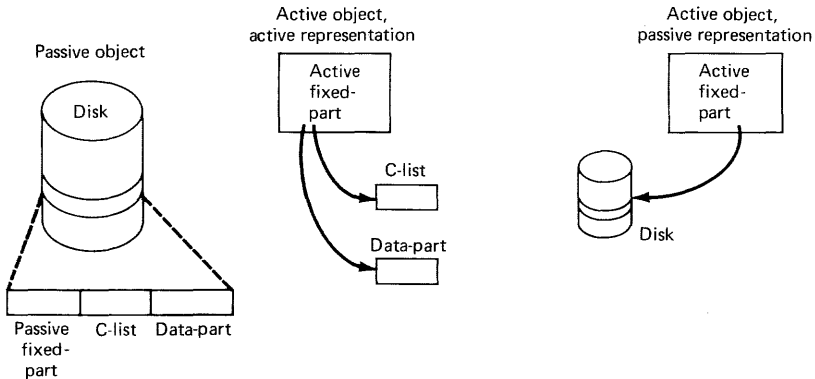 Passive object
Disk
Passive
fixed-
part
C-list
Data-part
Active object,
active representation
Active
fixed-
part
C-list
Data-part
Active object,
passive representation
Active
fixed-
part
Disk